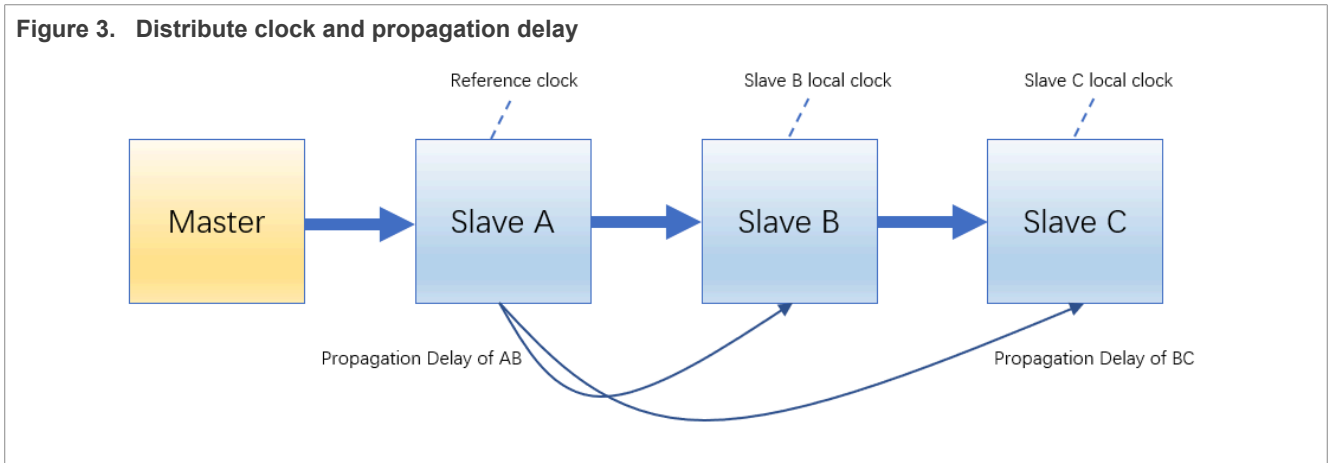 Figure 3. Distribute clock and propagation delay
Reference clock
Slave B local clock
Slave C local clock
Master
Slave A
Slave B
Slave C
Propagation Delay of AB
Propagation Delay of BC